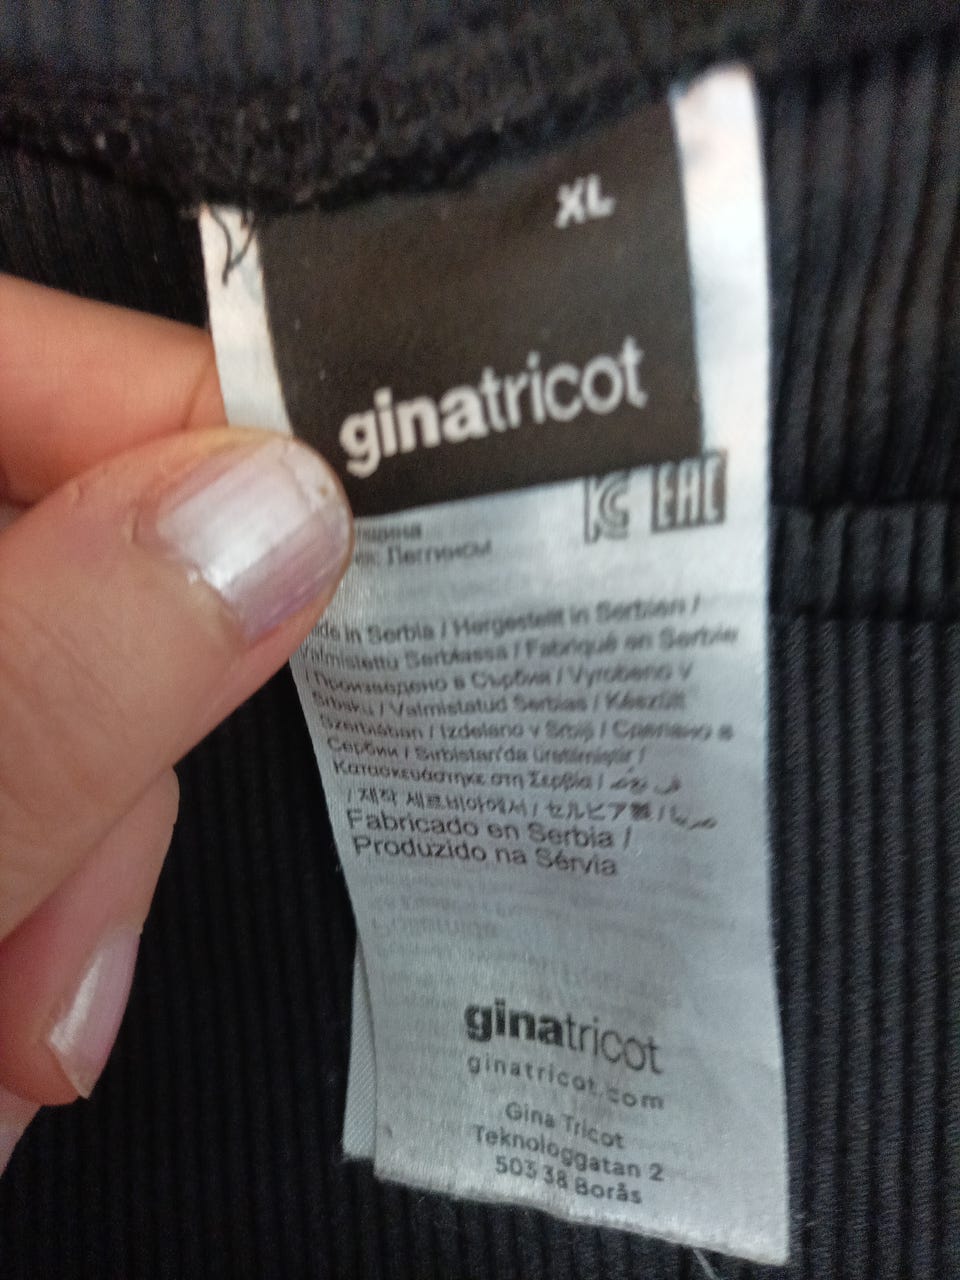 XL
ginatricot
KC EAC
Леггинсы
in Serbia / Hergestellt in Serbien /
Valmistettu Serbiassa / Fabriqué en Serbie
/ Произведено в Сърбия / Vyrobeno v
Srbsku / Valmistatud Serbias / Készült
Szerbiában / Izdelano v Srbiji / Сделано в
Сербии / Sırbistan'da üretilmiştir /
Κατασκευάστηκε στη Σερβία /
/ 제작 세르비아에서 / セルビア製 /
Fabricado en Serbia /
Produzido na Sérvia
ginatricot
ginatricot.com
Gina Tricot
Teknologgatan 2
503 38 Borås